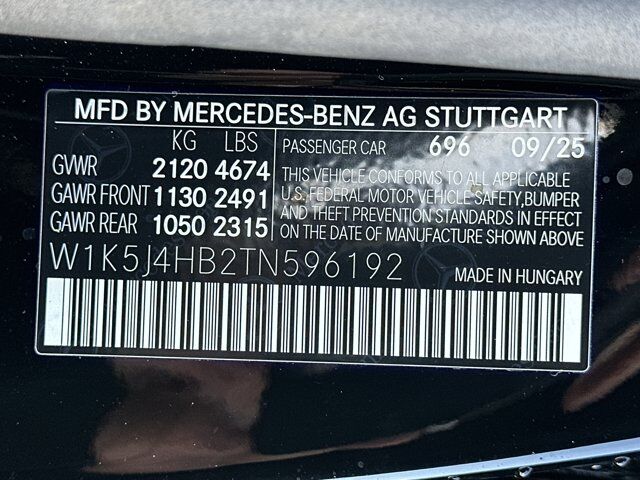 MFD BY MERCEDES-BENZ AG STUTTGART
KG LBS PASSENGER CAR 696 09/25
GVWR 2120 4674
GAWR FRONT 1130 2491
GAWR REAR 1050 2315
THIS VEHICLE CONFORMS TO ALL APPLICABLE
U.S. FEDERAL MOTOR VEHICLE SAFETY,BUMPER
AND THEFT PREVENTION STANDARDS IN EFFECT
ON THE DATE OF MANUFACTURE SHOWN ABOVE
W1K5J4HB2TN596192 MADE IN HUNGARY